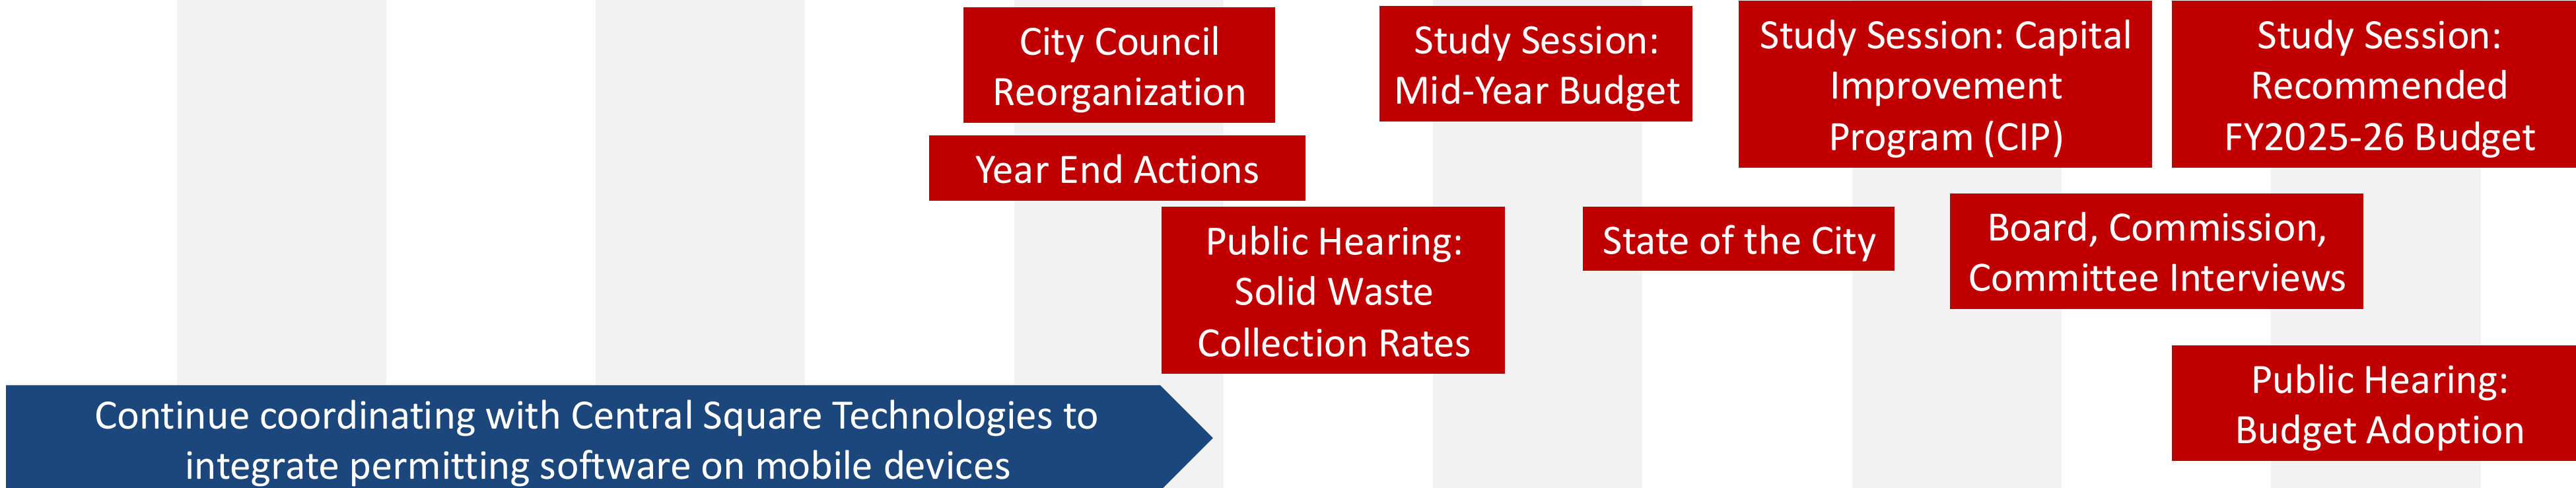 City Council
Reorganization
Study Session:
Mid-Year Budget
Study Session: Capital
Improvement
Program (CIP)
Study Session:
Recommended
FY2025-26 Budget
Year End Actions
Public Hearing:
Solid Waste
Collection Rates
State of the City
Board, Commission,
Committee Interviews
Public Hearing:
Budget Adoption
Continue coordinating with Central Square Technologies to
integrate permitting software on mobile devices